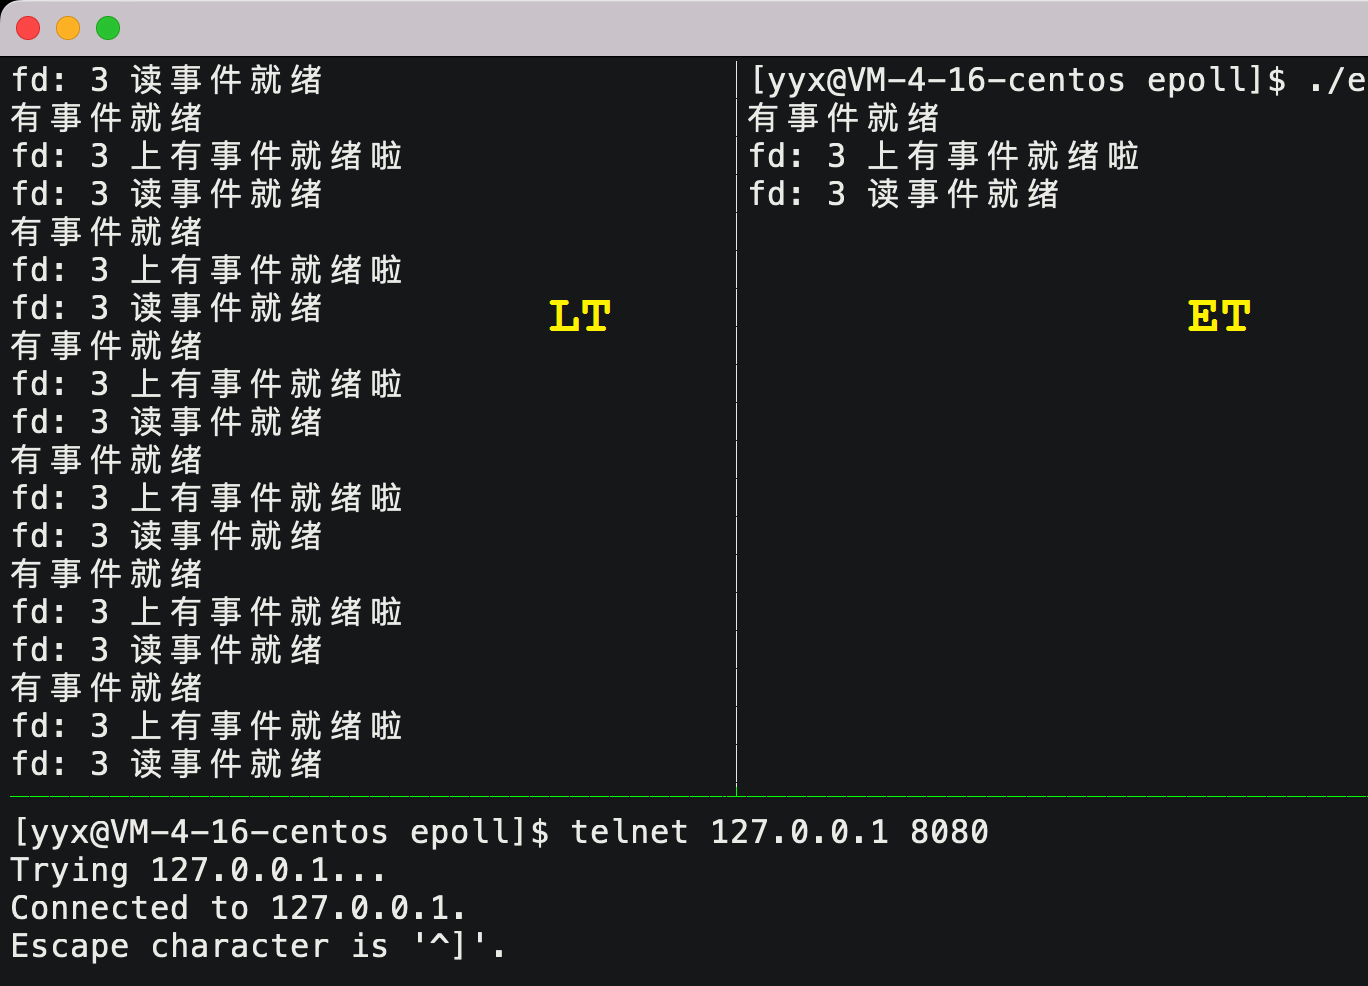 fd: 3 读事件就绪
有事件就绪
fd: 3 上有事件就绪啦
fd: 3 读事件就绪
有事件就绪
fd: 3 上有事件就绪啦
fd: 3 读事件就绪
有事件就绪
fd: 3 上有事件就绪啦
fd: 3 读事件就绪
有事件就绪
fd: 3 上有事件就绪啦
fd: 3 读事件就绪
有事件就绪
fd: 3 上有事件就绪啦
fd: 3 读事件就绪
有事件就绪
fd: 3 上有事件就绪啦
fd: 3 读事件就绪
LT
[yyx@VM-4-16-centos epoll]$ ./e
有事件就绪
fd: 3 上有事件就绪啦
fd: 3 读事件就绪
ET
[yyx@VM-4-16-centos epoll]$ telnet 127.0.0.1 8080
Trying 127.0.0.1...
Connected to 127.0.0.1.
Escape character is '^]'.